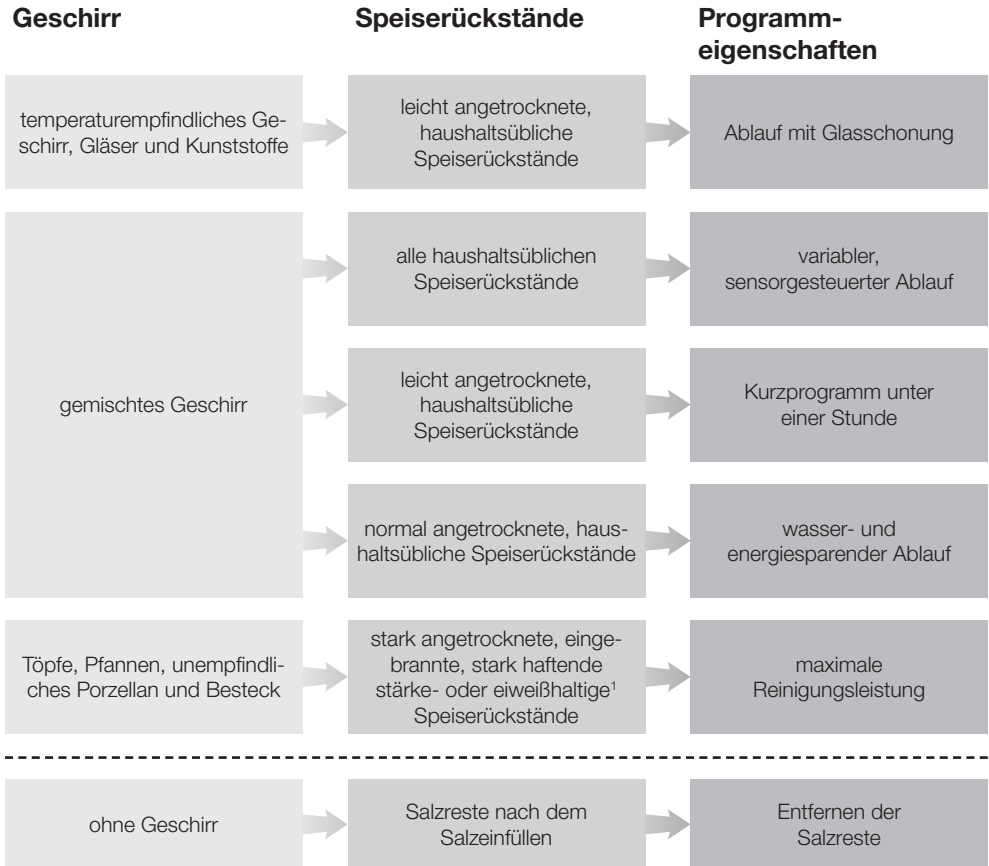 Geschirr
Speiserückstände
Programm-
eigenschaften
temperaturempfindliches Ge-
schirr, Gläser und Kunststoffe
leicht angetrocknete,
haushaltsübliche
Speiserückstände
Ablauf mit Glasschonung
gemischtes Geschirr
alle haushaltsüblichen
Speiserückstände
variabler,
sensorgesteuerter Ablauf
leicht angetrocknete,
haushaltsübliche
Speiserückstände
Kurzprogramm unter
einer Stunde
normal angetrocknete, haus-
haltsübliche Speiserückstände
wasser- und
energiesparender Ablauf
Töpfe, Pfannen, unempfindli-
ches Porzellan und Besteck
stark angetrocknete, einge-
brannte, stark haftende
stärke- oder eiweißhaltige¹
Speiserückstände
maximale
Reinigungsleistung
ohne Geschirr
Salzreste nach dem
Salzeinfüllen
Entfernen der
Salzreste